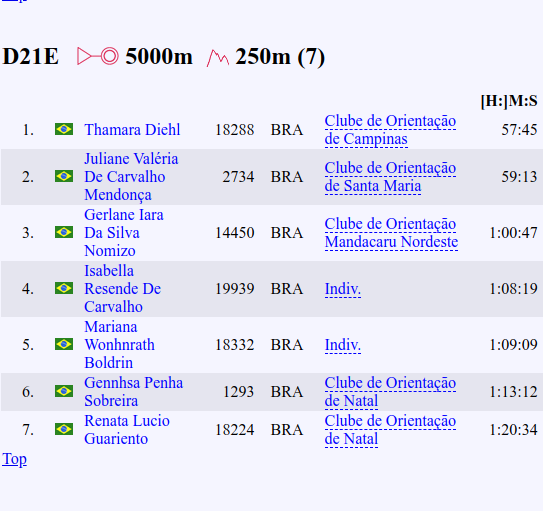 Top
D21E 5000m 250m (7)
[H:]M:S
1. Thamara Diehl 18288 BRA Clube de Orientação de Campinas 57:45
2. Juliane Valéria De Carvalho Mendonça 2734 BRA Clube de Orientação de Santa Maria 59:13
3. Gerlane Iara Da Silva Nomizo 14450 BRA Clube de Orientação Mandacaru Nordeste 1:00:47
4. Isabella Resende De Carvalho 19939 BRA Indiv. 1:08:19
5. Mariana Wonhnrath Boldrin 18332 BRA Indiv. 1:09:09
6. Gennhsa Penha Sobreira 1293 BRA Clube de Orientação de Natal 1:13:12
7. Renata Lucio Guariento 18224 BRA Clube de Orientação de Natal 1:20:34
Top